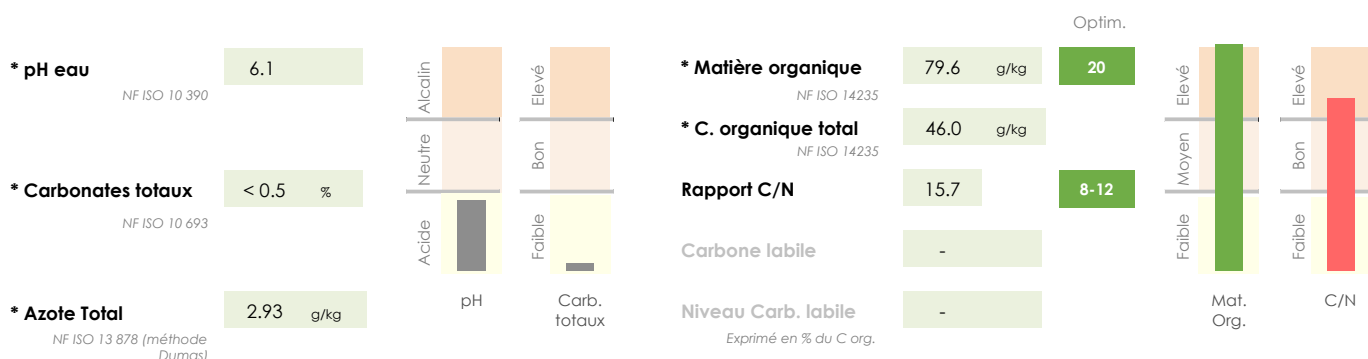 Optim.
* pH eau 6.1
NF ISO 10 390
* Carbonates totaux < 0.5 %
NF ISO 10 693
* Azote Total 2.93 g/kg
NF ISO 13 878 (méthode
Dumas)
Alcalin
Neutre
Acide
pH
Elevé
Bon
Faible
Carb.
totaux
* Matière organique 79.6 g/kg 20
NF ISO 14235
* C. organique total 46.0 g/kg
NF ISO 14235
Rapport C/N 15.7 8-12
Carbone labile -
Niveau Carb. labile -
Exprimé en % du C org.
Elevé
Moyen
Faible
Mat.
Org.
Elevé
Bon
Faible
C/N